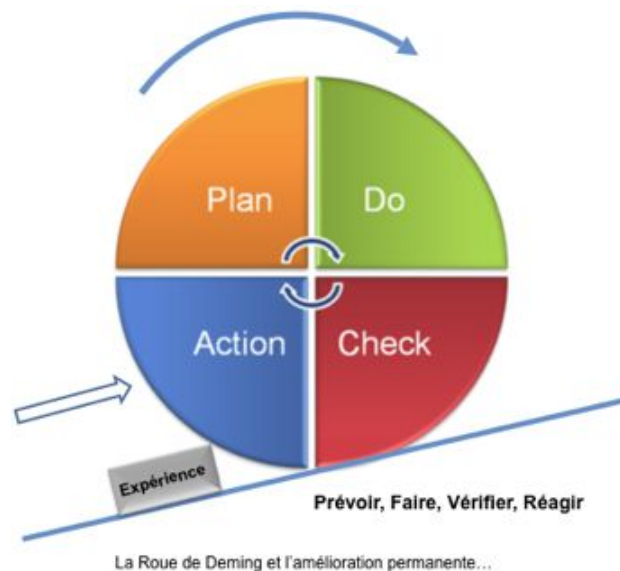 Plan
Do
Action
Check
Expérience
Prévoir, Faire, Vérifier, Réagir
La Roue de Deming et l'amélioration permanente...